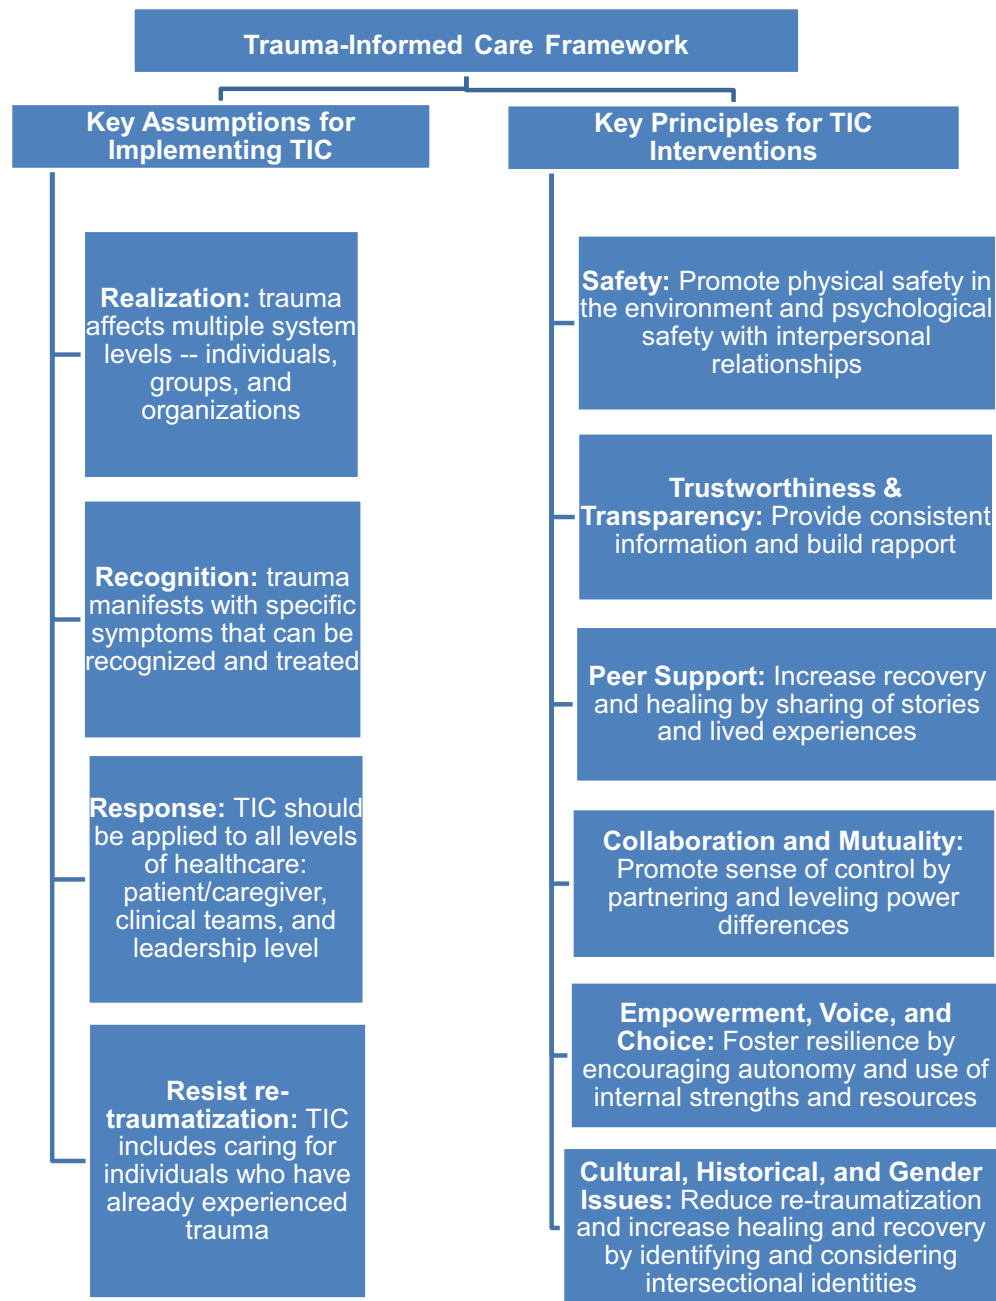 Trauma-Informed Care Framework
Key Assumptions for
Implementing TIC
Realization: trauma
affects multiple system
levels -- individuals,
groups, and
organizations
Recognition: trauma
manifests with specific
symptoms that can be
recognized and treated
Response: TIC should
be applied to all levels
of healthcare:
patient/caregiver,
clinical teams, and
leadership level
Resist re-
traumatization: TIC
includes caring for
individuals who have
already experienced
trauma
Key Principles for TIC
Interventions
Safety: Promote physical safety in
the environment and psychological
safety with interpersonal
relationships
Trustworthiness &
Transparency: Provide consistent
information and build rapport
Peer Support: Increase recovery
and healing by sharing of stories
and lived experiences
Collaboration and Mutuality:
Promote sense of control by
partnering and leveling power
differences
Empowerment, Voice, and
Choice: Foster resilience by
encouraging autonomy and use of
internal strengths and resources
Cultural, Historical, and Gender
Issues: Reduce re-traumatization
and increase healing and recovery
by identifying and considering
intersectional identities